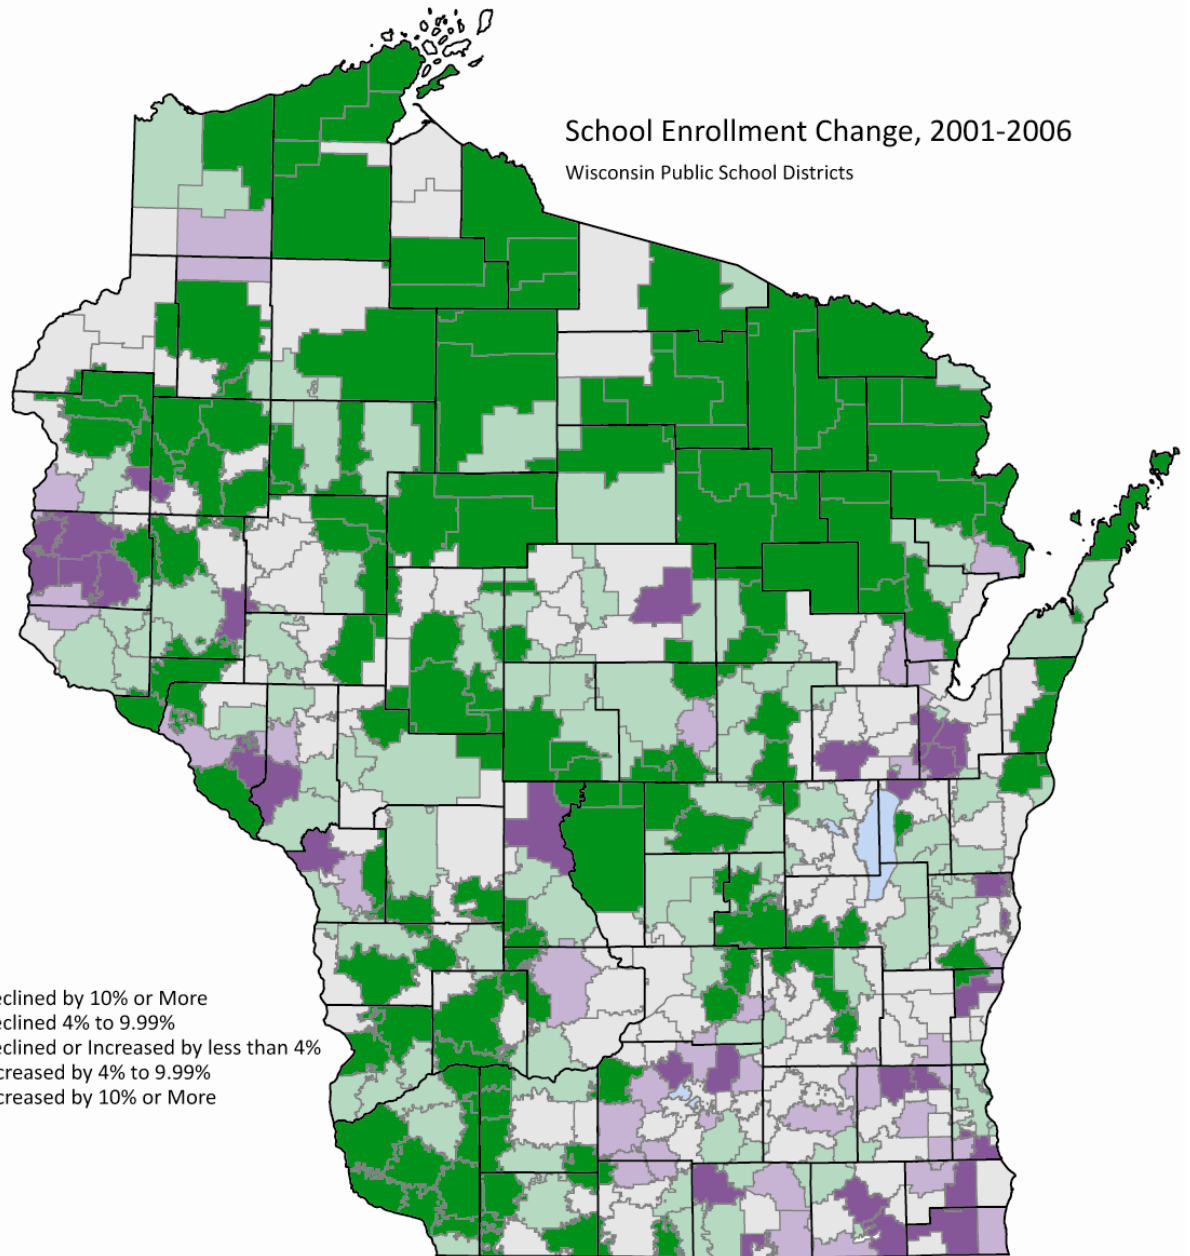 School Enrollment Change, 2001-2006
Wisconsin Public School Districts
eclined by 10% or More
eclined 4% to 9.99%
eclined or Increased by less than 4%
creased by 4% to 9.99%
creased by 10% or More